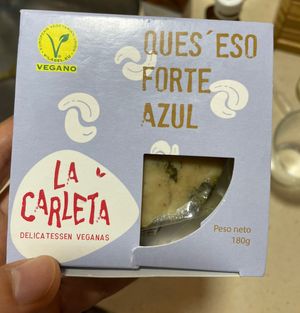 VEGANO
QUES´ESO
FORTE
AZUL
LA
CARLETA
DELICATESSEN VEGANAS
Peso neto
180g